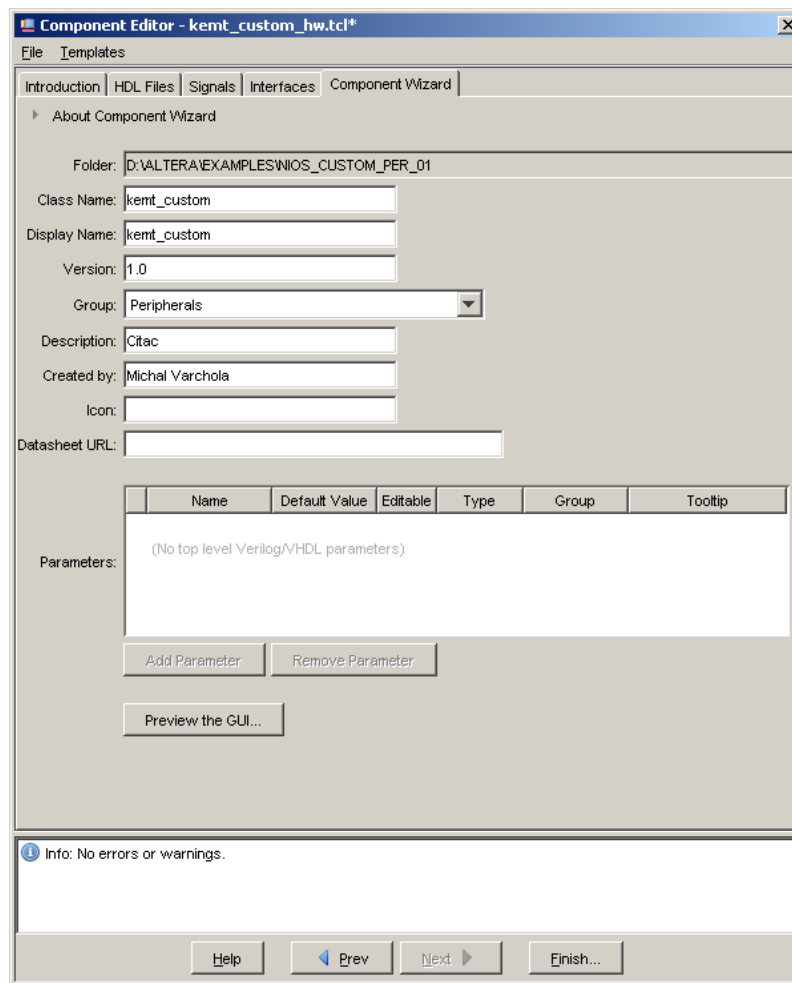 Component Editor - kemt_custom_hw.tcl*
File Templates
Introduction HDL Files Signals Interfaces Component Wizard
About Component Wizard
Folder: D:\ALTERA\EXAMPLES\NIOS_CUSTOM_PER_01
Class Name: kemt_custom
Display Name: kemt_custom
Version: 1.0
Group: Peripherals
Description: Citac
Created by: Michal Varchola
Icon:
Datasheet URL:
Name Default Value Editable Type Group Tooltip
(No top level Verilog/VHDL parameters)
Parameters:
Add Parameter Remove Parameter
Preview the GUI...
Info: No errors or warnings.
Help Prev Next Finish...